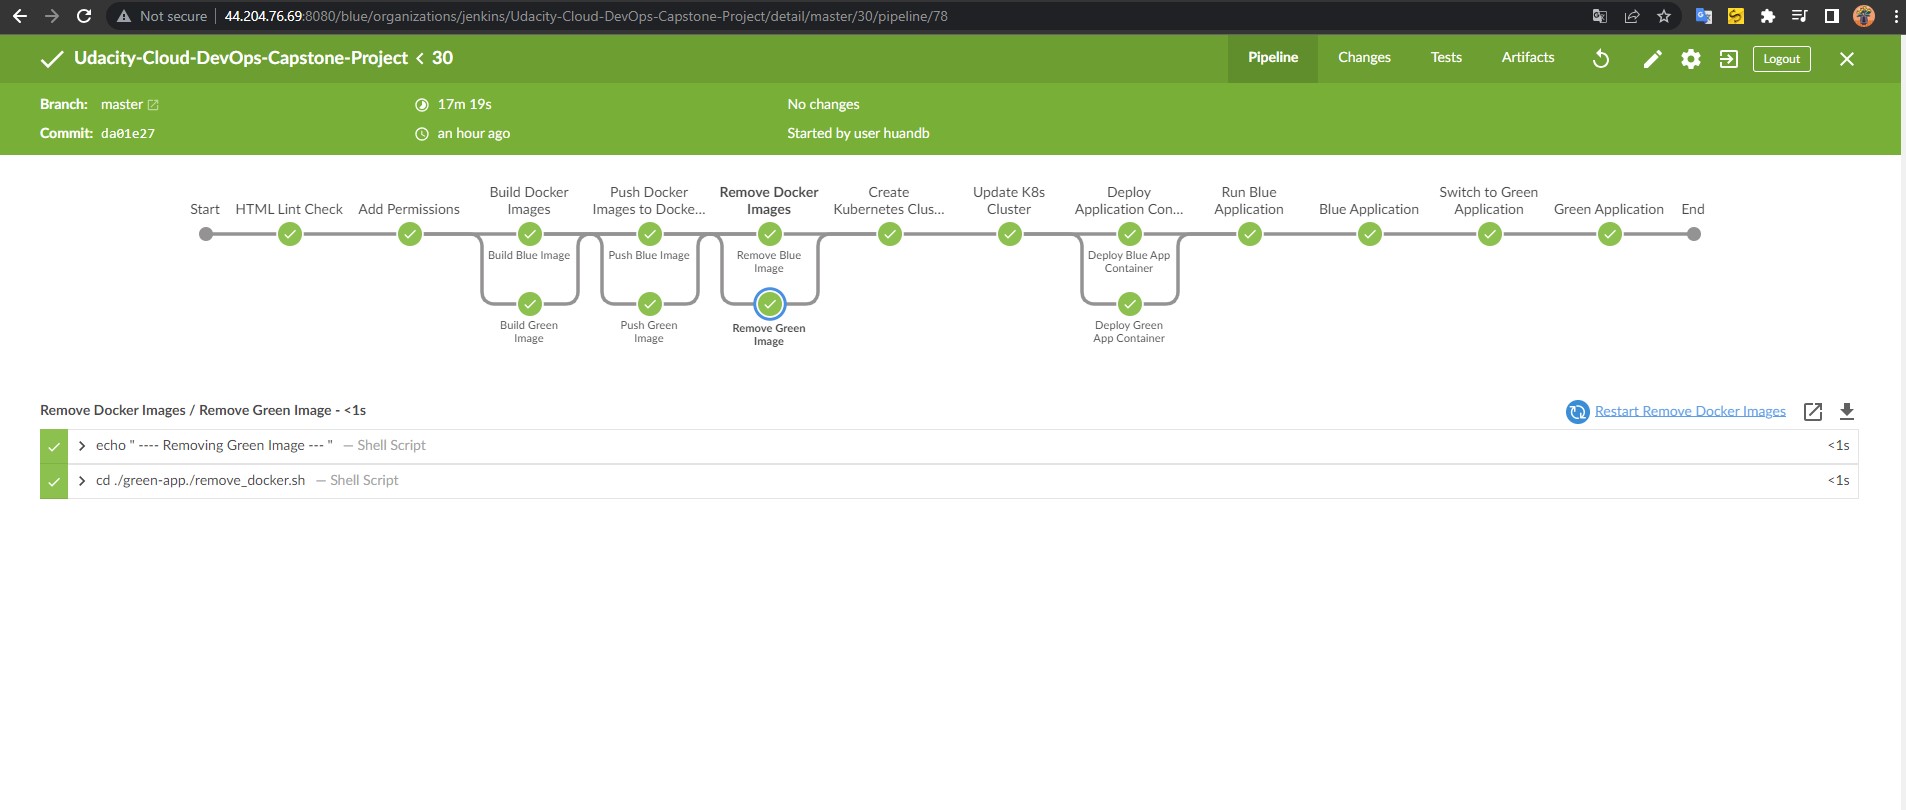 Not secure 44.204.76.69:8080/blue/organizations/jenkins/Udacity-Cloud-DevOps-Capstone-Project/detail/master/30/pipeline/78
Udacity-Cloud-DevOps-Capstone-Project < 30
Pipeline Changes Tests Artifacts Logout
Branch: master 17m 19s No changes
Commit: da01e27 an hour ago Started by user huandb
Start
HTML Lint Check
Add Permissions
Build Docker
Images
Push Docker
Images to Docke...
Remove Docker
Images
Create
Kubernetes Clus...
Update K8s
Cluster
Deploy
Application Con...
Run Blue
Application
Blue Application
Switch to Green
Application
Green Application
End
Build Blue Image
Push Blue Image
Remove Blue
Image
Deploy Blue App
Container
Build Green
Image
Push Green
Image
Remove Green
Image
Deploy Green
App Container
Remove Docker Images / Remove Green Image - <1s
Restart Remove Docker Images
echo " ---- Removing Green Image --- " — Shell Script <1s
cd ./green-app./remove_docker.sh — Shell Script <1s